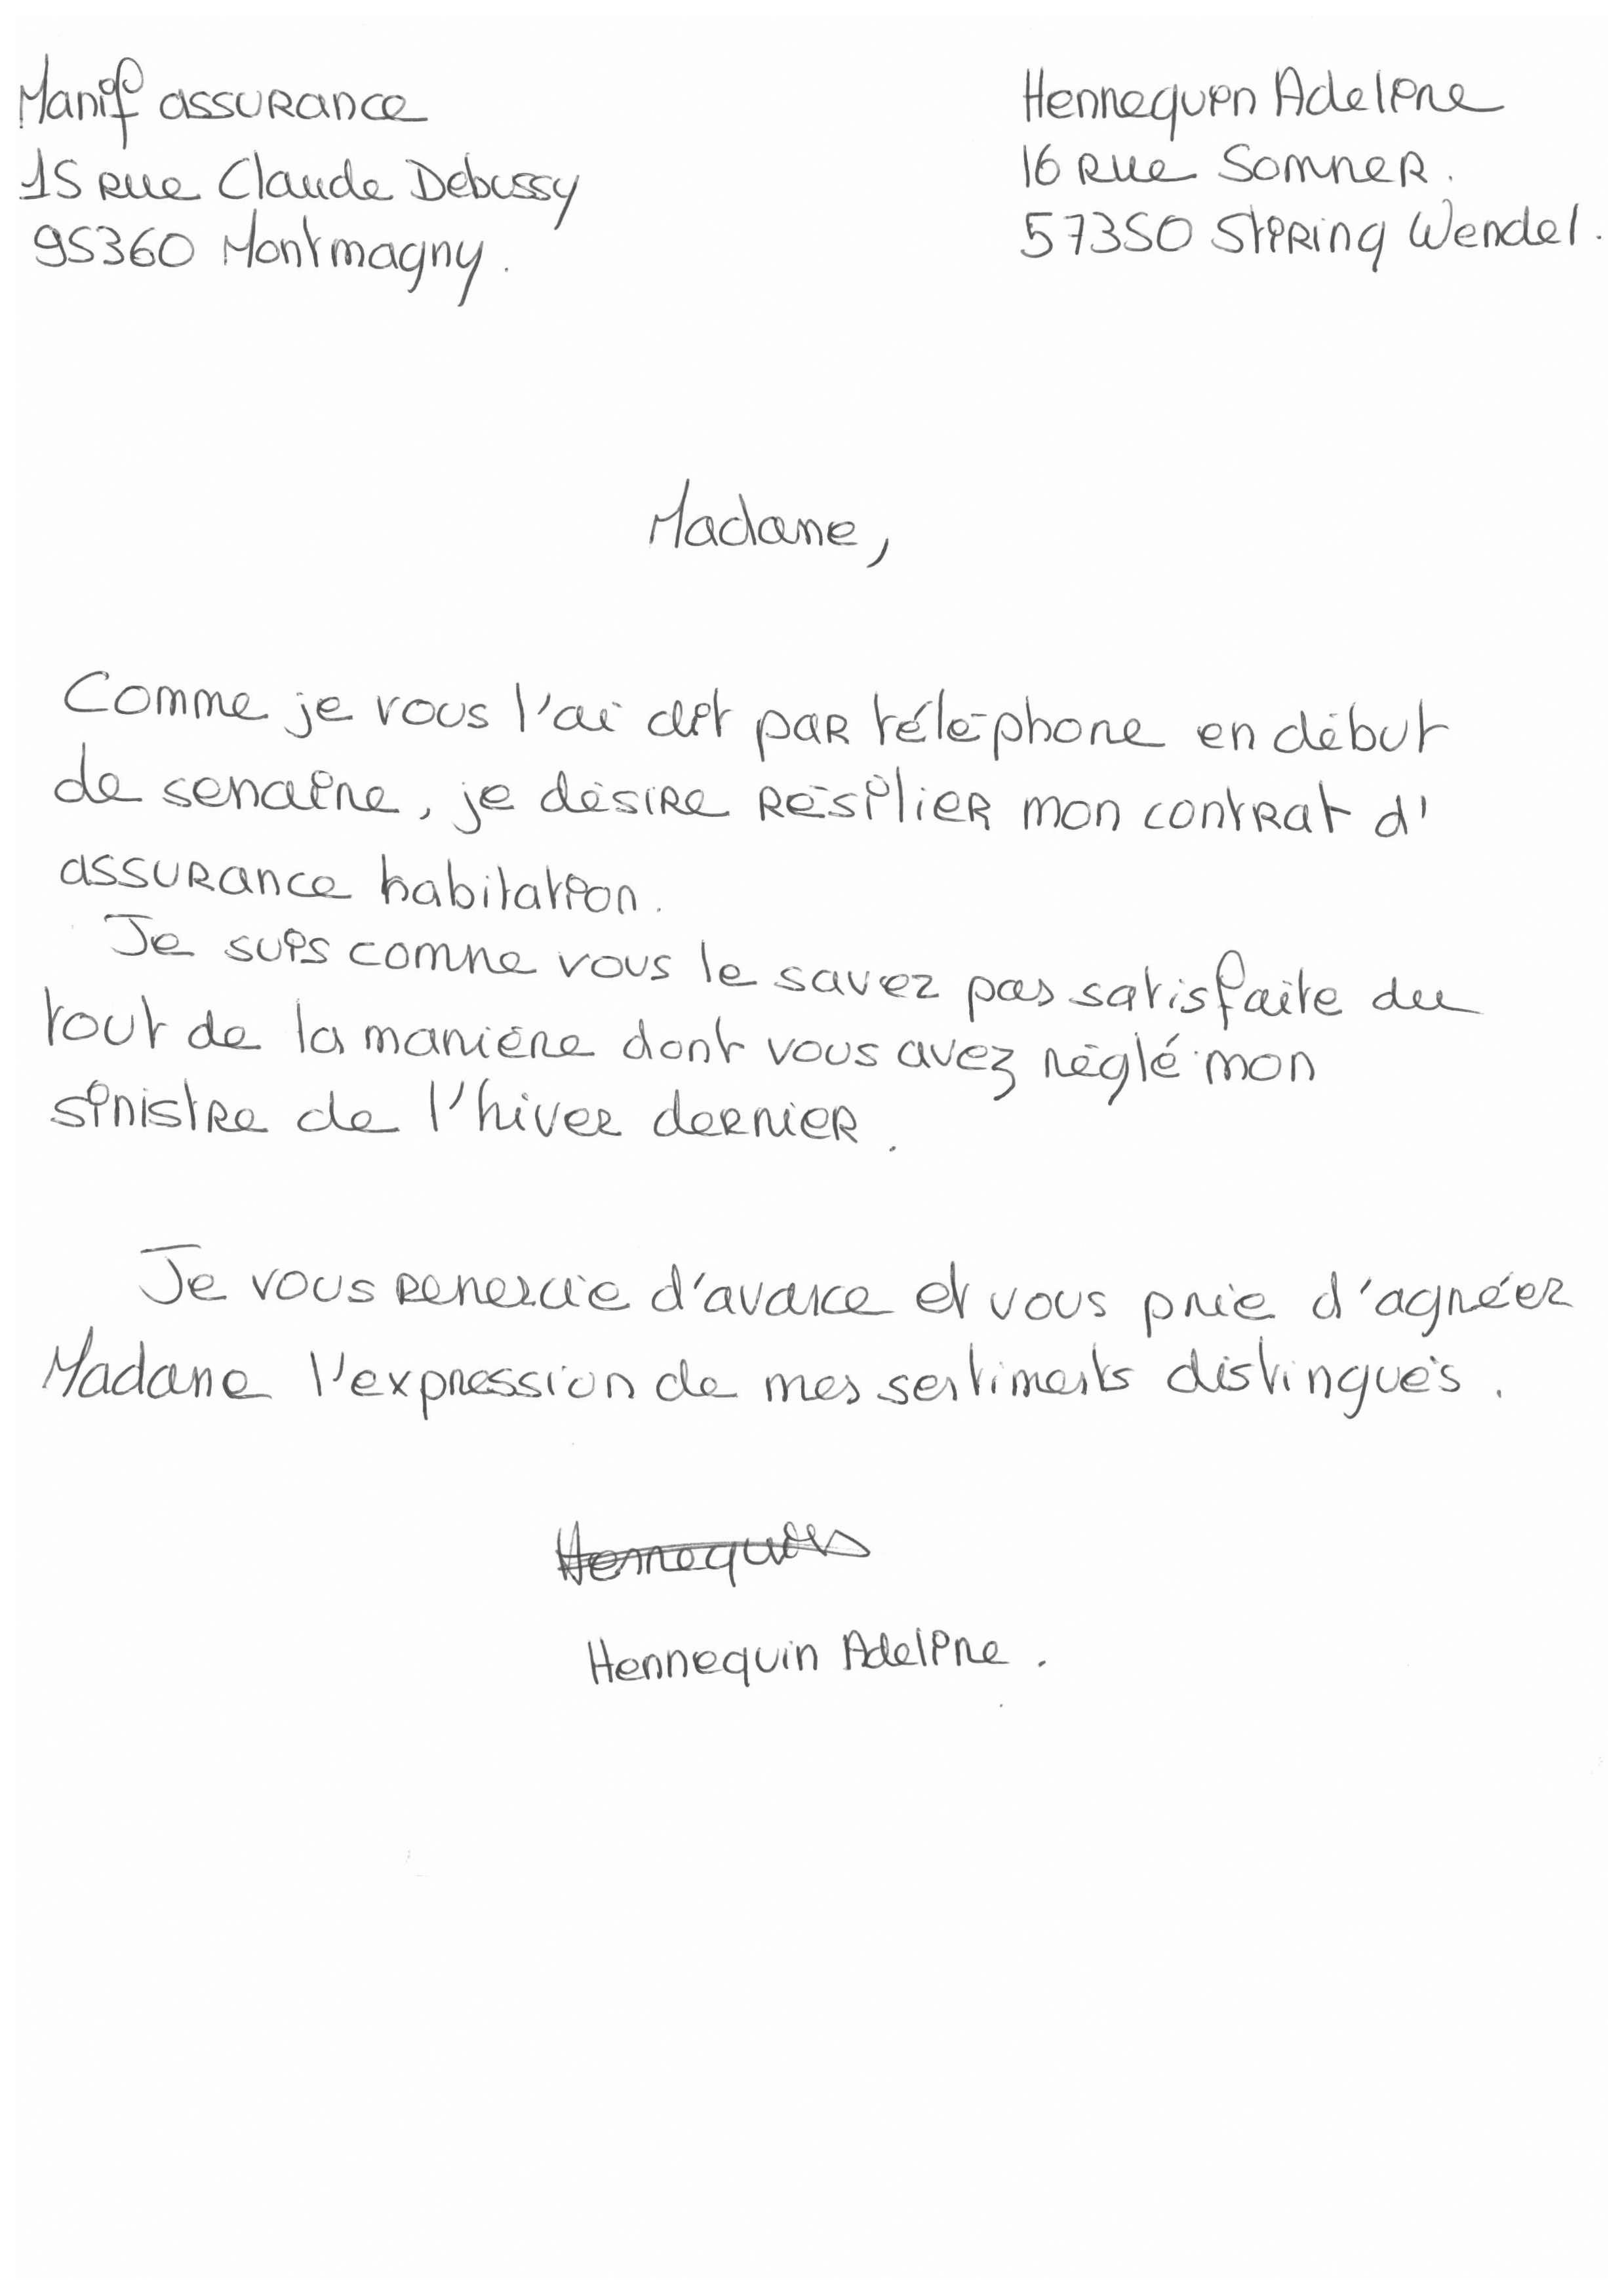 Manif assurance
15 rue Claude Debussy
95360 Montmagny.
Hennequin Adeline
16 rue Somner.
57350 Stiring Wendel.
Madame,
Comme je vous l'ai dit par téléphone en début
de semaine, je désire résilier mon contrat d'
assurance habitation.
Je suis comme vous le savez pas satisfaite du
tout de la manière dont vous avez réglé mon
sinistre de l'hiver dernier.
Je vous remercie d'avance et vous prie d'agréer
Madame l'expression de mes sentiments distingués.
Hennequin Adeline.